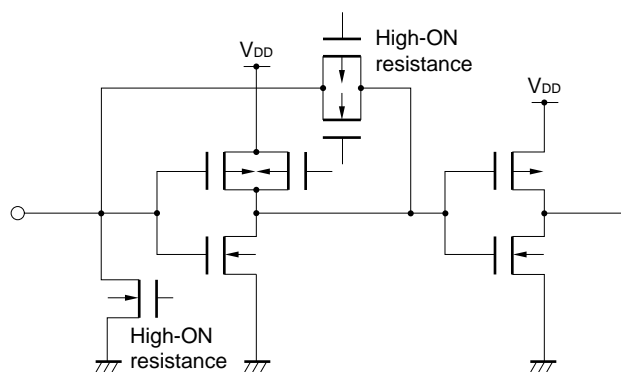 High-ON
resistance
VDD
VDD
High-ON
resistance